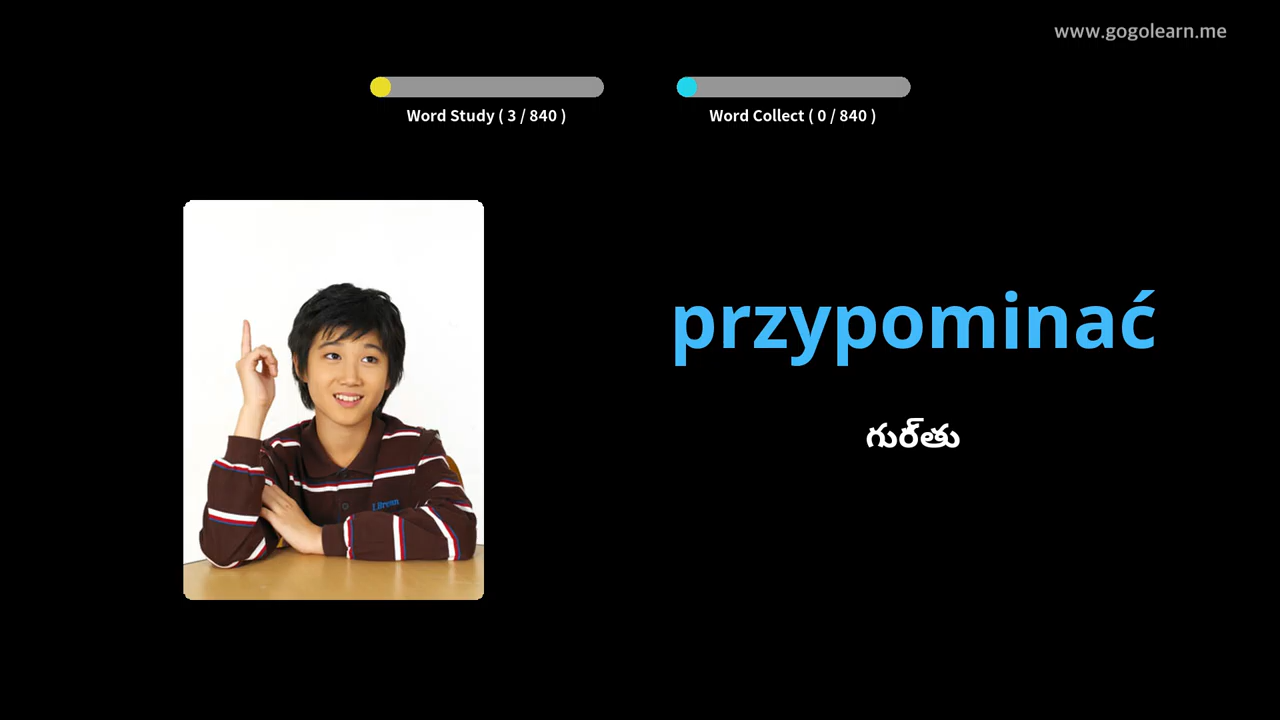 www.gogolearn.me
Word Study ( 3 / 840 )
Word Collect ( 0 / 840 )
przypominać
గుర్తు